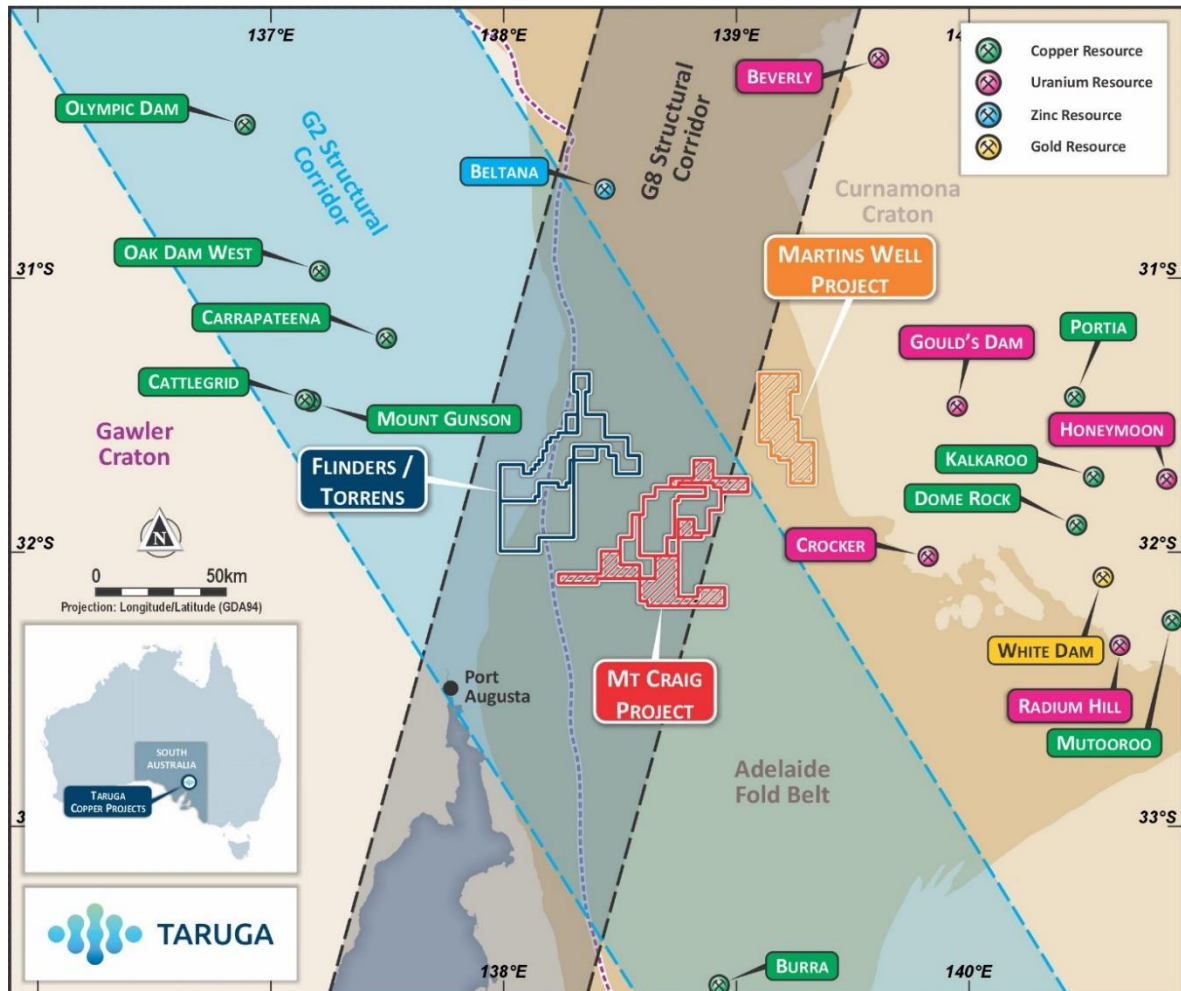 137°E
138°E
139°E
14
Copper Resource
Uranium Resource
Zinc Resource
Gold Resource
OLYMPIC DAM
G2 Structural
Corridor
BELTANA
G8 Structural
Corridor
BEVERLY
Curnamona
Craton
OAK DAM WEST
CARRAPATEENA
31°S
31°S
MARTINS WELL
PROJECT
CATTLEGRID
MOUNT GUNSON
GOULD'S DAM
PORTIA
HONEYMOON
Gawler
Craton
FLINDERS /
TORRENS
KALKAROO
DOME ROCK
CROCKER
32°S
32°S
N
0 50km
Projection: Longitude/Latitude (GDA94)
WHITE DAM
RADIUM HILL
MUTOOROO
MT CRAIG
PROJECT
Port
Augusta
Adelaide
Fold Belt
SOUTH
AUSTRALIA
TARUGA
COPPER PROJECTS
3
33°S
TARUGA
BURRA
138°E
140°E